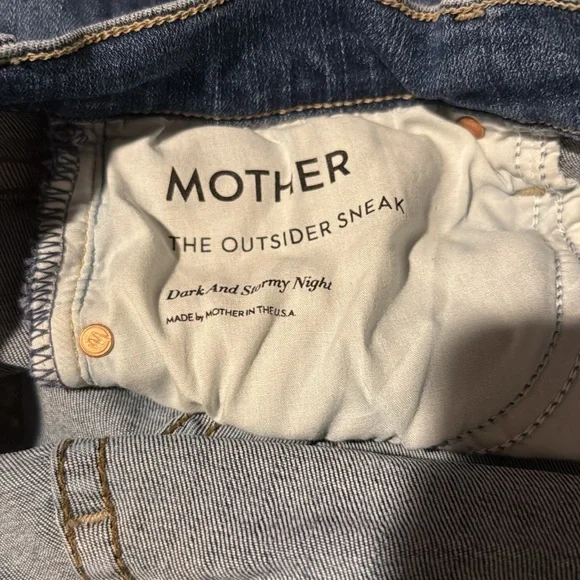 MOTHER
THE OUTSIDER SNEAK
Dark And Stormy Night
MADE by MOTHER IN THE U.S.A.